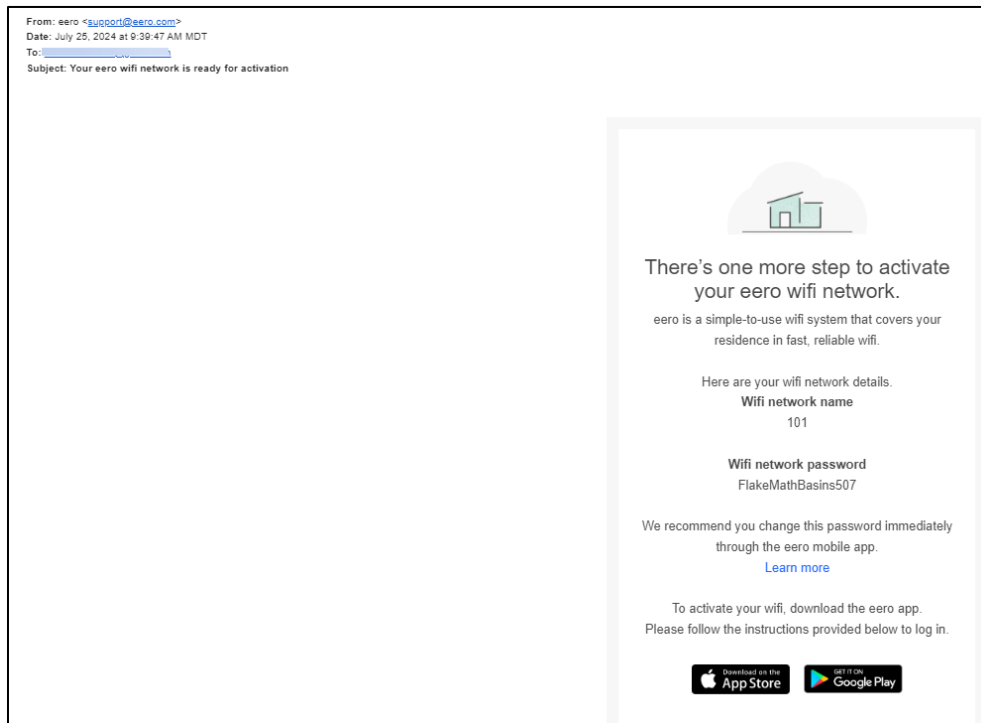 From: eero <support@eero.com>
Date: July 25, 2024 at 9:39:47 AM MDT
To:
Subject: Your eero wifi network is ready for activation
There's one more step to activate
your eero wifi network.
eero is a simple-to-use wifi system that covers your
residence in fast, reliable wifi.
Here are your wifi network details.
Wifi network name
101
Wifi network password
FlakeMathBasins507
We recommend you change this password immediately
through the eero mobile app.
Learn more
To activate your wifi, download the eero app.
Please follow the instructions provided below to log in.
Download on the
App Store
GET IT ON
Google Play